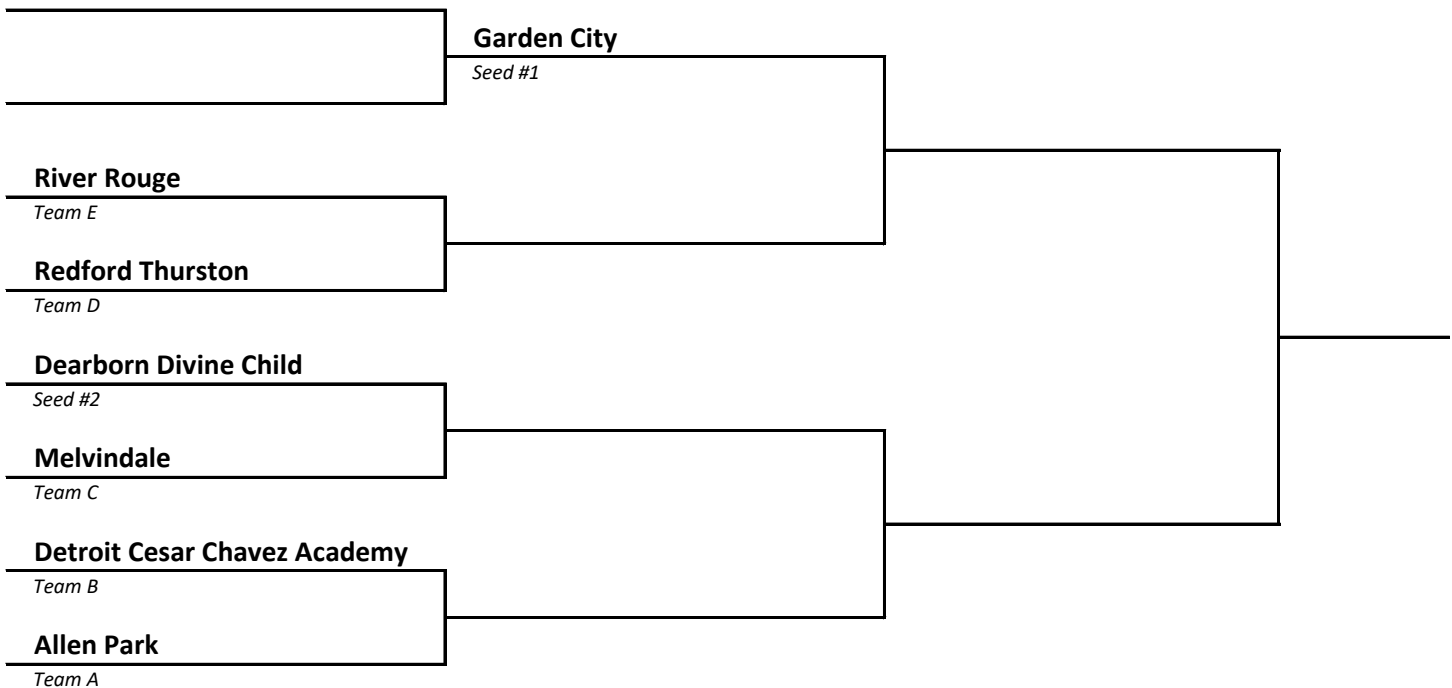 Garden City
Seed #1
River Rouge
Team E
Redford Thurston
Team D
Dearborn Divine Child
Seed #2
Melvindale
Team C
Detroit Cesar Chavez Academy
Team B
Allen Park
Team A